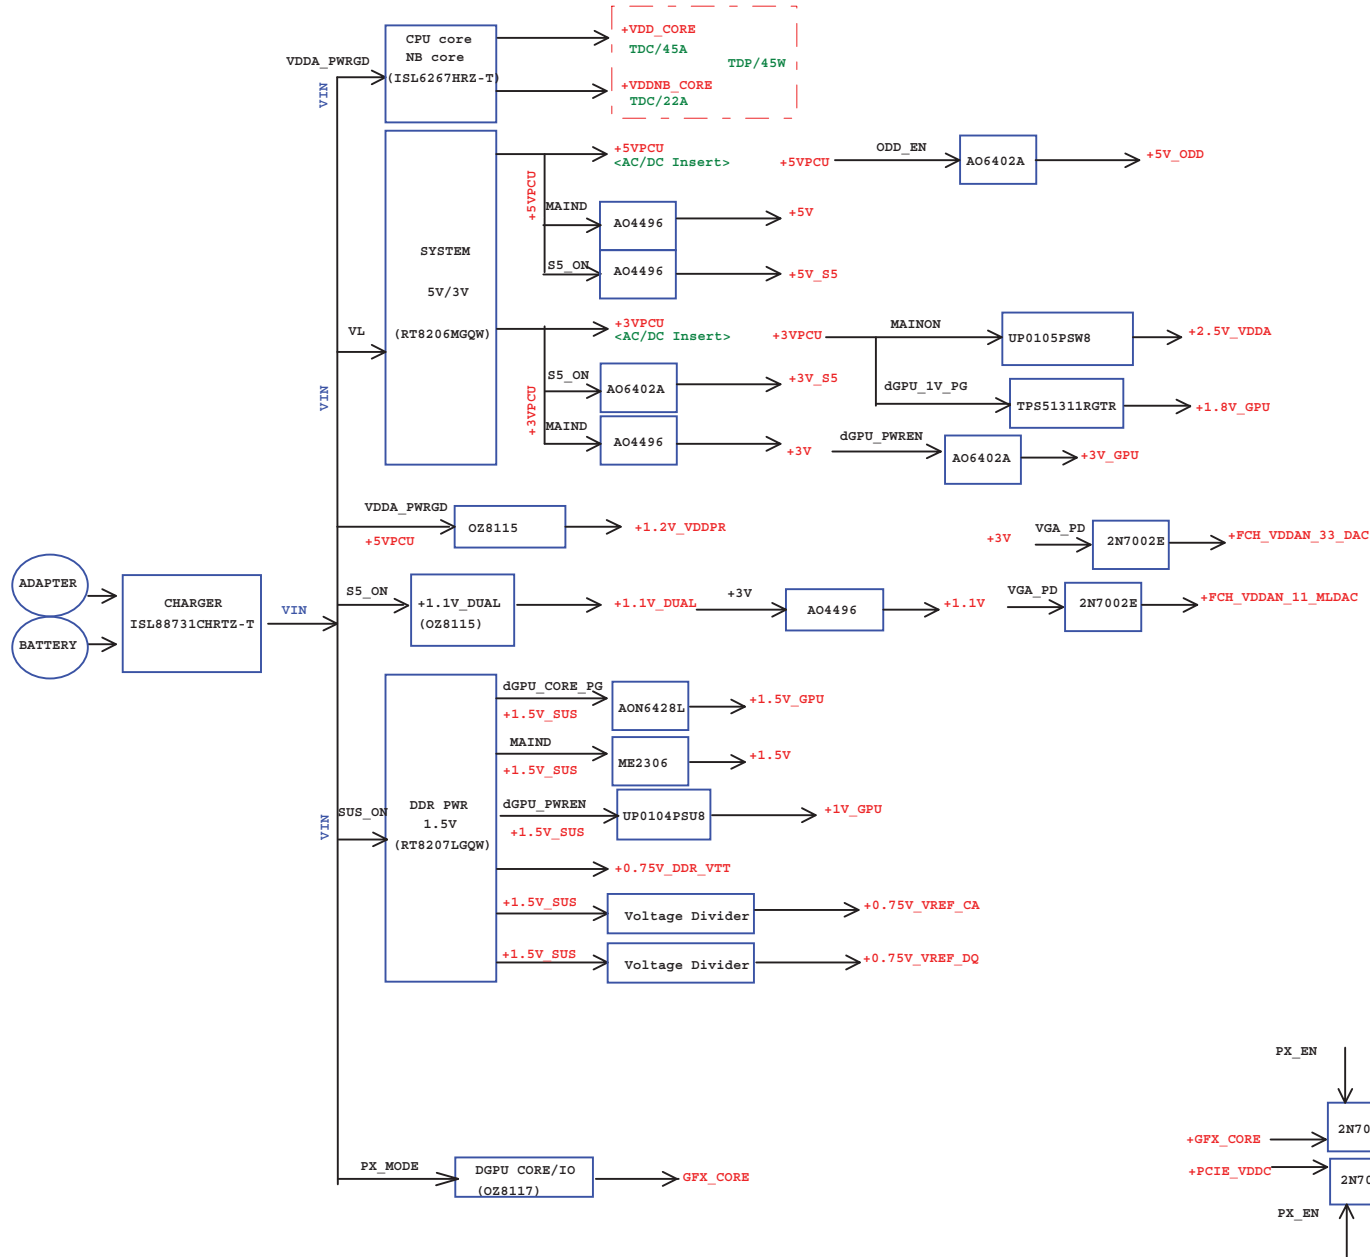 VDDA_PWRGD
VIN
CPU core
NB core
(ISL6267HRZ-T)
+VDD_CORE
TDC/45A
TDP/45W
+VDDNB_CORE
TDC/22A
SYSTEM
5V/3V
(RT8206MGQW)
VL
VIN
+5VPCU
<AC/DC Insert>
+5VPCU
MAIND
AO4496
+5V
S5_ON
AO4496
+5V_S5
+5VPCU
ODD_EN
AO6402A
+5V_ODD
+3VPCU
<AC/DC Insert>
+3VPCU
S5_ON
AO6402A
+3V_S5
MAIND
AO4496
+3V
+3VPCU
MAINON
UP0105PSW8
+2.5V_VDDA
dGPU_1V_PG
TPS51311RGTR
+1.8V_GPU
dGPU_PWREN
AO6402A
+3V_GPU
VDDA_PWRGD
+5VPCU
OZ8115
+1.2V_VDDPR
+3V
VGA_PD
2N7002E
+FCH_VDDAN_33_DAC
ADAPTER
BATTERY
CHARGER
ISL88731CHRTZ-T
VIN
S5_ON
+1.1V_DUAL
(OZ8115)
+1.1V_DUAL
+3V
AO4496
+1.1V
VGA_PD
2N7002E
+FCH_VDDAN_11_MLDAC
VIN
SUS_ON
DDR PWR
1.5V
(RT8207LGQW)
dGPU_CORE_PG
+1.5V_SUS
AON6428L
+1.5V_GPU
MAIND
+1.5V_SUS
ME2306
+1.5V
dGPU_PWREN
+1.5V_SUS
UP0104PSU8
+1V_GPU
+0.75V_DDR_VTT
+1.5V_SUS
Voltage Divider
+0.75V_VREF_CA
+1.5V_SUS
Voltage Divider
+0.75V_VREF_DQ
PX_MODE
DGPU CORE/IO
(OZ8117)
GFX_CORE
PX_EN
+GFX_CORE
2N70
+PCIE_VDDC
2N70
PX_EN